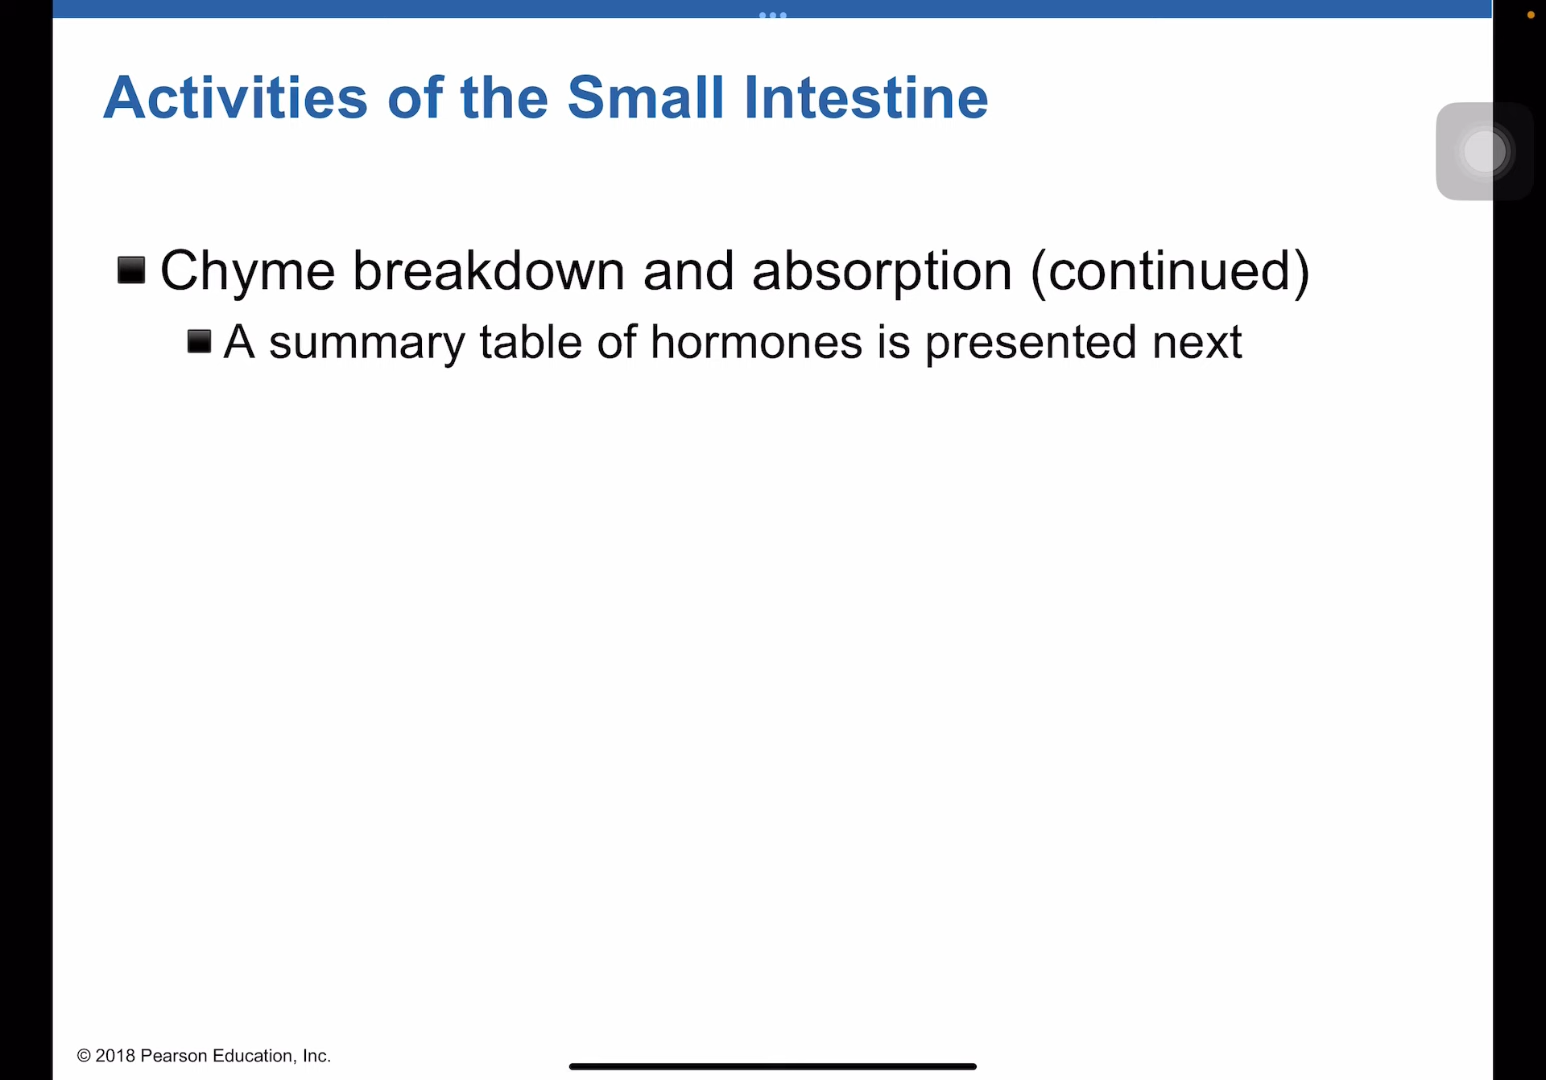 Activities of the Small Intestine
Chyme breakdown and absorption (continued)
A summary table of hormones is presented next
© 2018 Pearson Education, Inc.